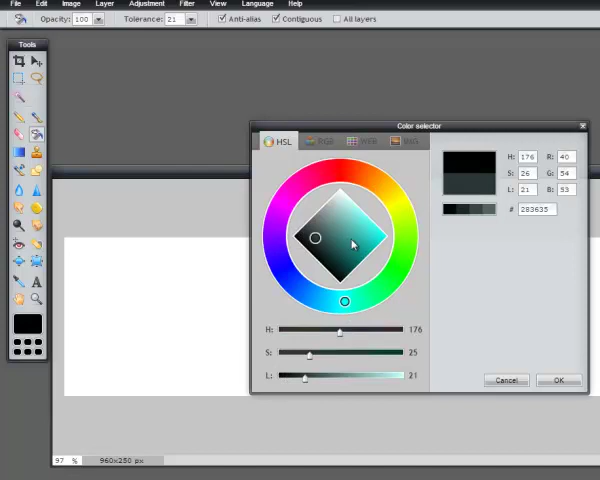 File Edit Image Layer Adjustment Filter View Language Help
Opacity: 100 Tolerance: 21 Anti-alias Contiguous All layers
Tools
Color selector
HSL RGB WEB IMG
H: 176 R: 40
S: 26 G: 54
L: 21 B: 53
# 283635
H: 176
S: 25
L: 21
Cancel OK
97 % 960x250 px
A